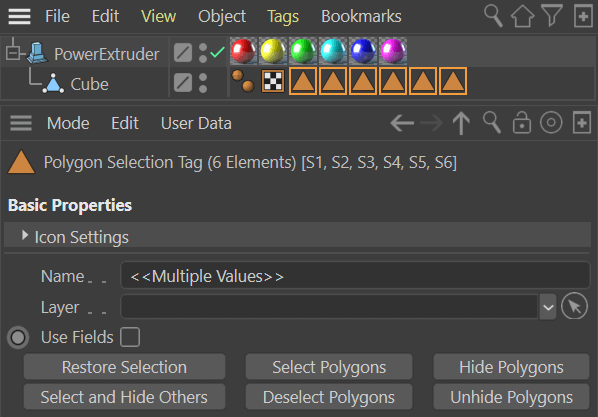 File Edit View Object Tags Bookmarks
PowerExtruder
Cube
Mode Edit User Data
Polygon Selection Tag (6 Elements) [S1, S2, S3, S4, S5, S6]
Basic Properties
Icon Settings
Name . . <<Multiple Values>>
Layer . .
Use Fields
Restore Selection Select Polygons Hide Polygons
Select and Hide Others Deselect Polygons Unhide Polygons